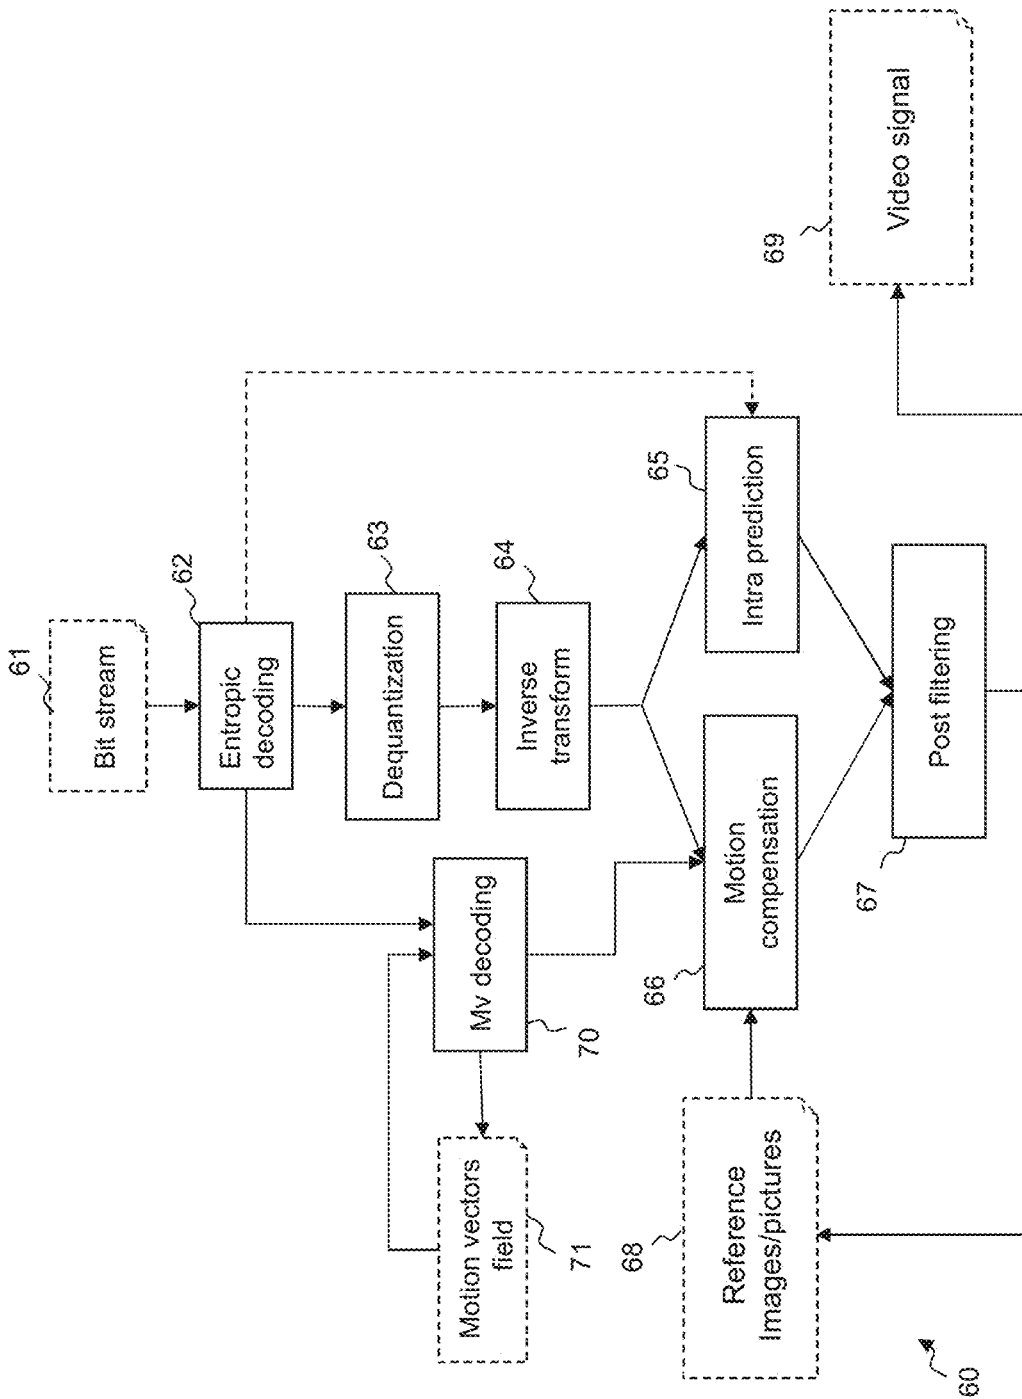 61
Bit stream
62
Entropic
decoding
63
Dequantization
64
Inverse
transform
65
Intra prediction
66
Motion
compensation
67
Post filtering
68
Reference
Images/pictures
69
Video signal
70
Mv decoding
71
Motion vectors
field
60